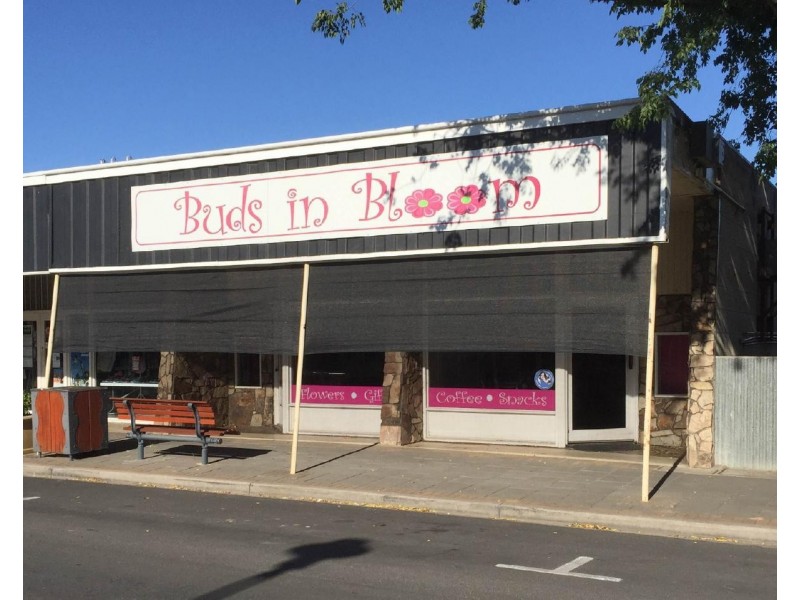 Buds in Bloom
Flowers • Gif
Coffee • Snacks